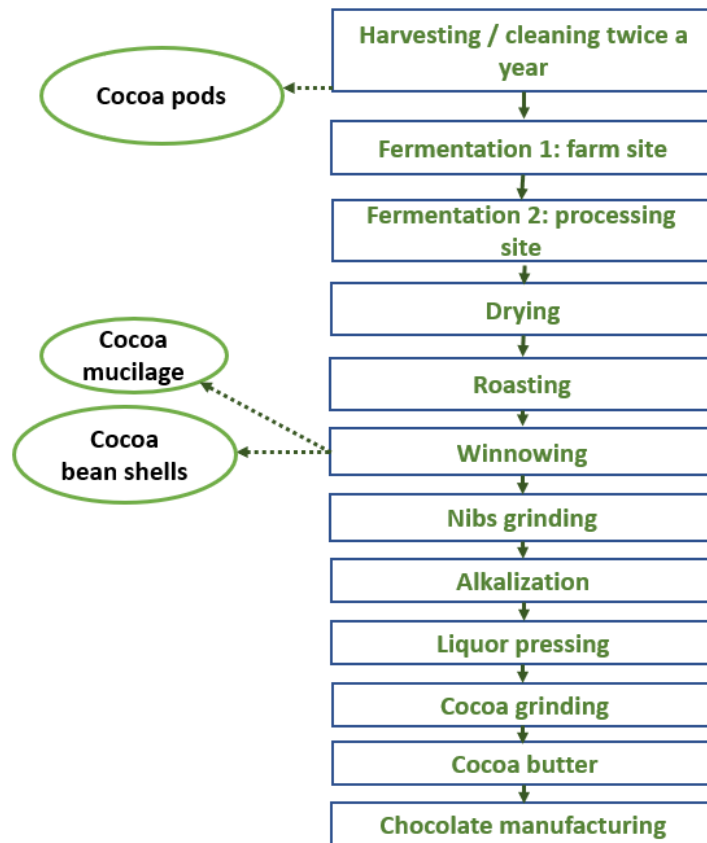 Harvesting / cleaning twice a
year
Cocoa pods
Fermentation 1: farm site
Fermentation 2: processing
site
Drying
Cocoa
mucilage
Roasting
Cocoa
bean shells
Winnowing
Nibs grinding
Alkalization
Liquor pressing
Cocoa grinding
Cocoa butter
Chocolate manufacturing